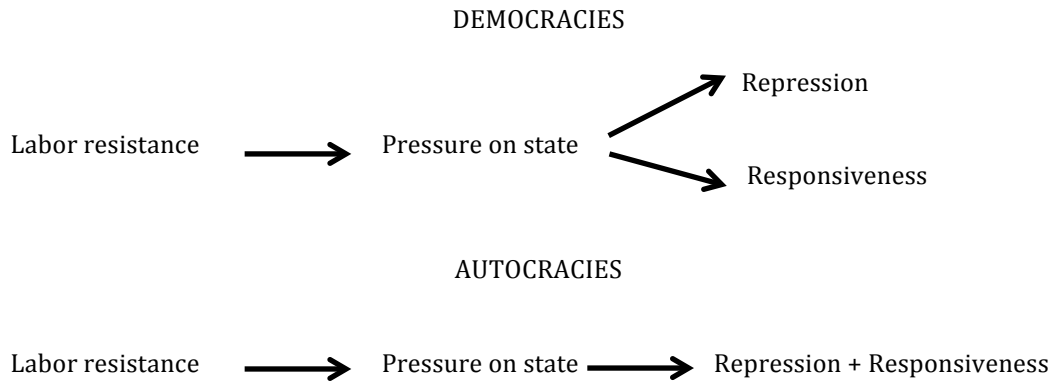 DEMOCRACIES
Repression
Labor resistance Pressure on state
Responsiveness
AUTOCRACIES
Labor resistance Pressure on state Repression + Responsiveness